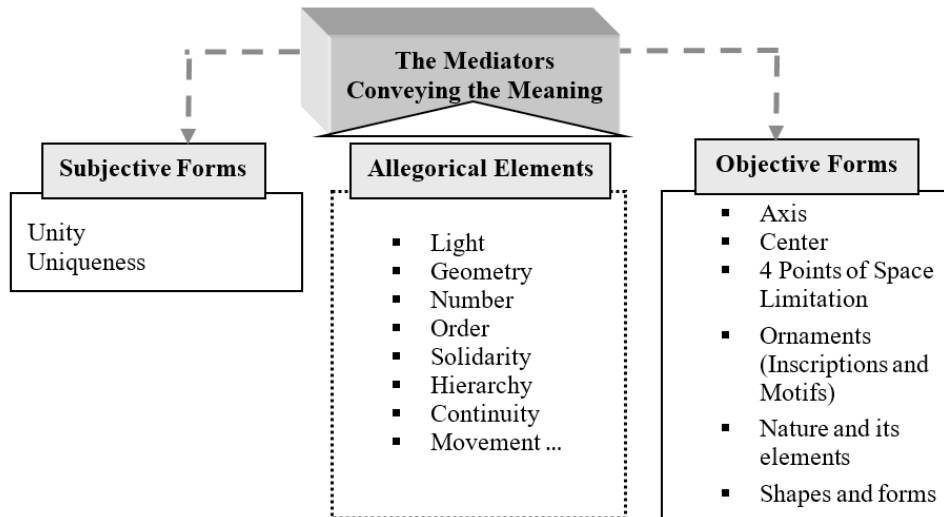 The Mediators
Conveying the Meaning
Subjective Forms
Unity
Uniqueness
Allegorical Elements
▪ Light
▪ Geometry
▪ Number
▪ Order
▪ Solidarity
▪ Hierarchy
▪ Continuity
▪ Movement ...
Objective Forms
▪ Axis
▪ Center
▪ 4 Points of Space
Limitation
▪ Ornaments
(Inscriptions and
Motifs)
▪ Nature and its
elements
▪ Shapes and forms